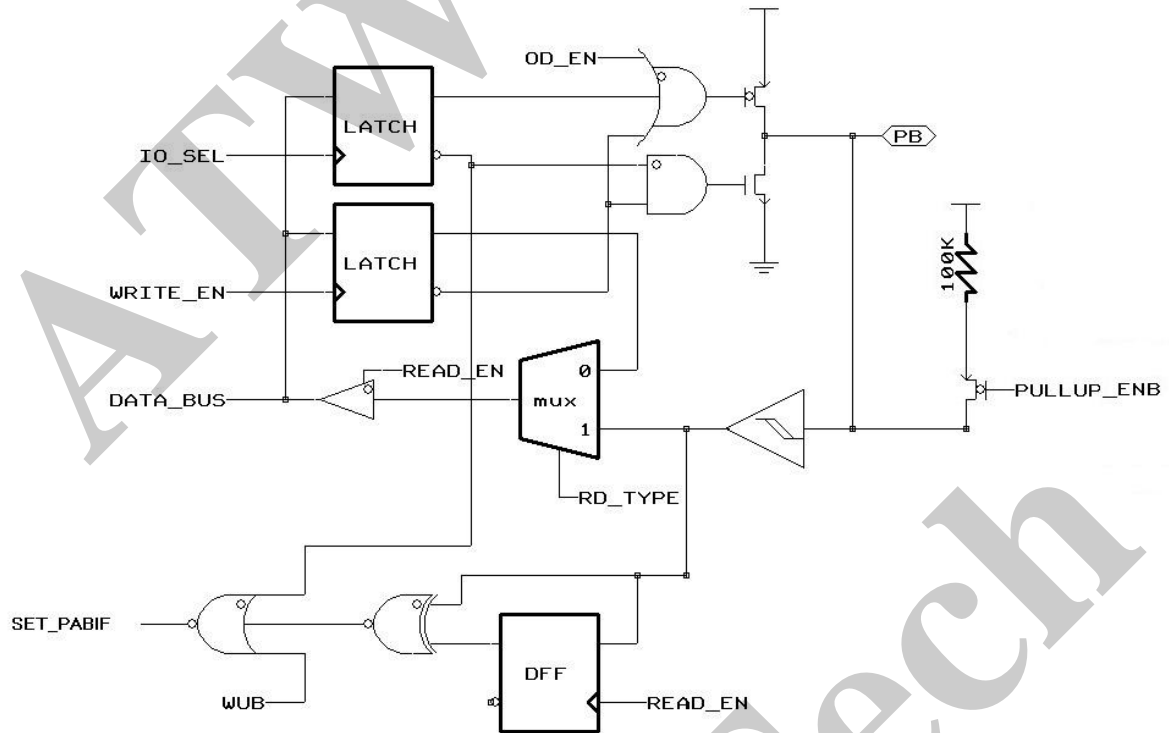 OD_EN
LATCH
PB
IO_SEL
LATCH
100K
WRITE_EN
READ_EN
0
PULLUP_ENB
DATA_BUS
mux
1
RD_TYPE
SET_PABIF
DFF
WUB
READ_EN
ATW
Tech